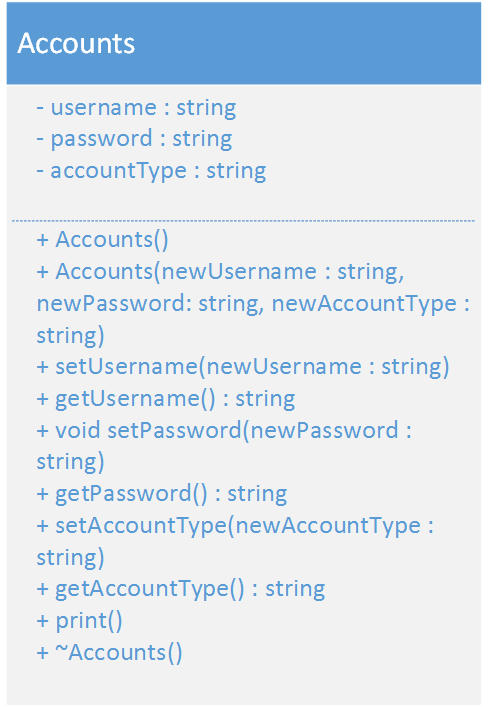 Accounts
- username : string
- password : string
- accountType : string
+ Accounts()
+ Accounts(newUsername : string,
newPassword: string, newAccountType :
string)
+ setUsername(newUsername : string)
+ getUsername() : string
+ void setPassword(newPassword :
string)
+ getPassword() : string
+ setAccountType(newAccountType :
string)
+ getAccountType() : string
+ print()
+ ~Accounts()